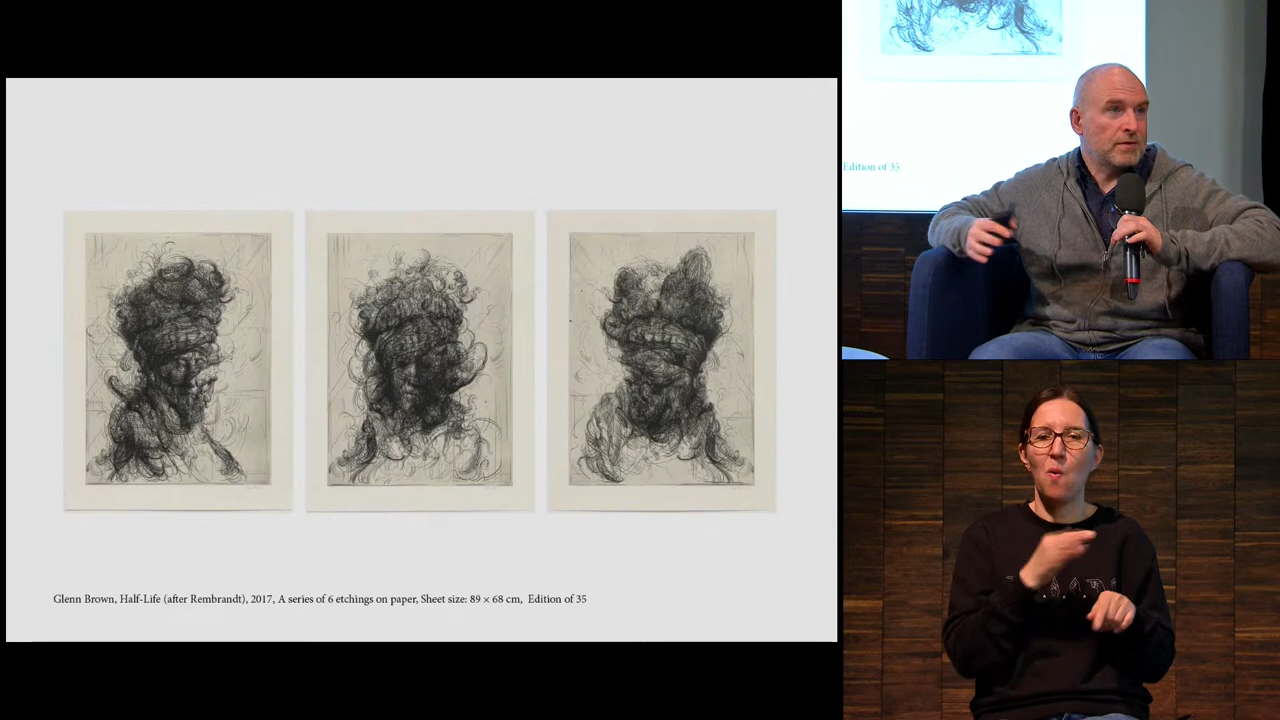 Glenn Brown, Half-Life (after Rembrandt), 2017, A series of 6 etchings on paper, Sheet size: 89 × 68 cm, Edition of 35
Edition of 35